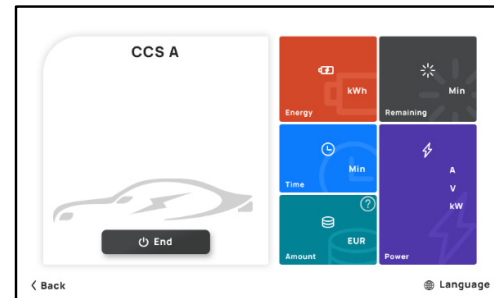 CCS A
End
kWh
Energy
Min
Remaining
Min
Time
A
V
kW
Power
?
EUR
Amount
Back
Language